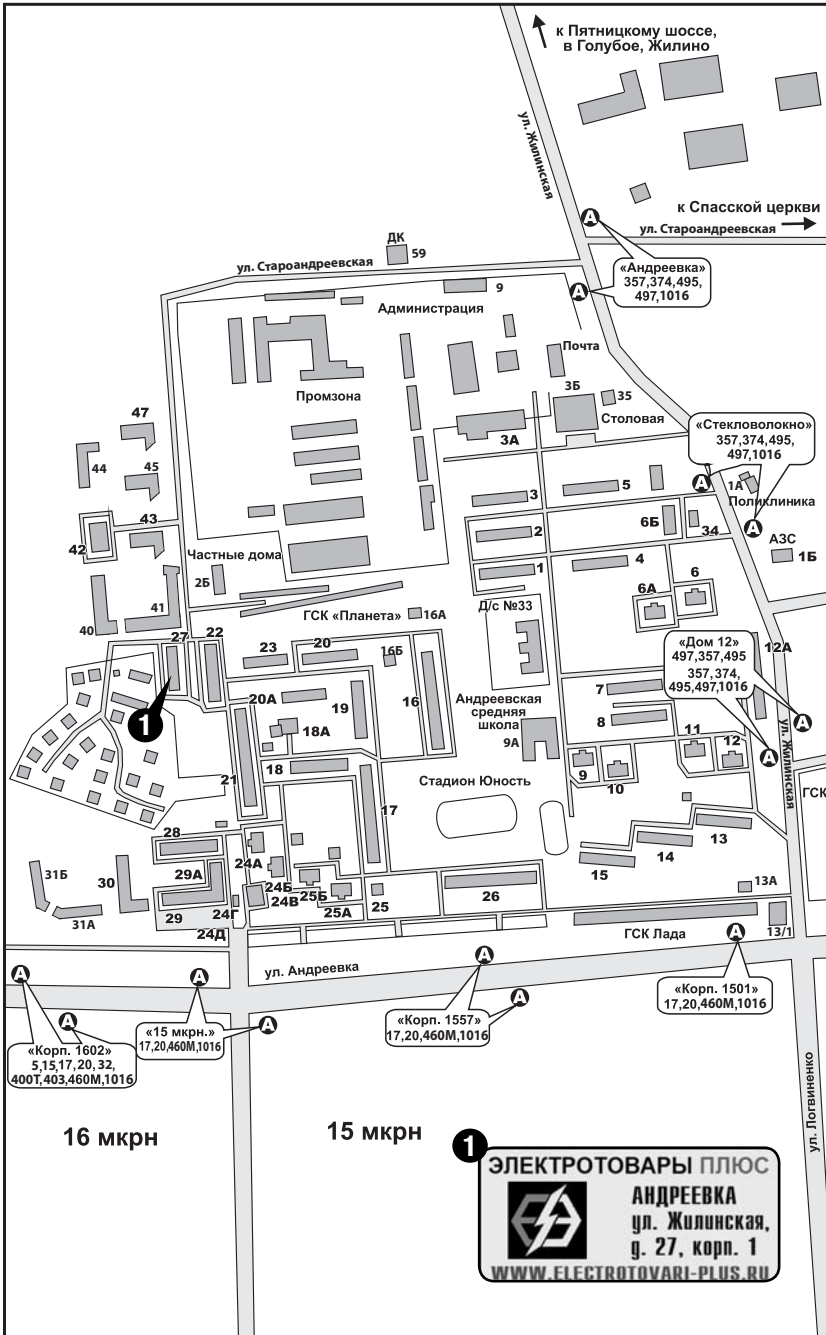 к Пятницкому шоссе,
в Голубое, Жилино
ул. Жилинская
к Спасской церкви
ул. Староандреевская
ДК
59
ул. Староандреевская
«Андреевка»
357,374,495,
497,1016
9
Администрация
Почта
Промзона
3Б
35
Столовая
3А
47
«Стекловолокно»
357,374,495,
497,1016
44
45
1А
Поликлиника
3
5
43
6Б
34
42
2
АЗС
1Б
Частные дома
2Б
1
4
6А
6
41
40
ГСК «Планета»
16А
Д/с №33
27
22
23
20
16Б
«Дом 12»
497,357,495
357,374,
495,497,1016
12А
20А
19
16
Андреевская
средняя
школа
9А
7
8
1
18А
21
18
11
12
9
10
ул. Жилинская
ГСК
Стадион Юность
17
28
13
14
15
24А
29А
31Б
30
24Б
24В
25Б
25А
25
26
13А
31А
29
24Г
24Д
ГСК Лада
13/1
ул. Андреевка
«Корп. 1501»
17,20,460М,1016
«Корп. 1557»
17,20,460М,1016
«15 мкрн.»
17,20,460М,1016
«Корп. 1602»
5,15,17,20,32,
400Т,403,460М,1016
ул. Логвиненко
16 мкрн
15 мкрн
1
ЭЛЕКТРОТОВАРЫ ПЛЮС
АНДРЕЕВКА
ул. Жилинская,
д. 27, корп. 1
WWW.ELECTROTOVARI-PLUS.RU
А
А
А
А
А
А
А
А
А
А
А
А
А